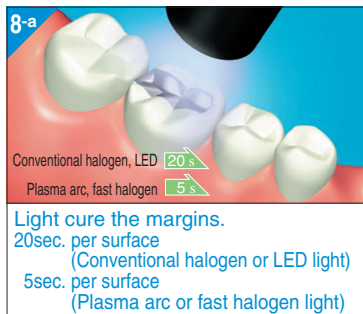 8-a
Conventional halogen, LED 20 s
Plasma arc, fast halogen 5 s
Light cure the margins.
20sec. per surface
(Conventional halogen or LED light)
5sec. per surface
(Plasma arc or fast halogen light)